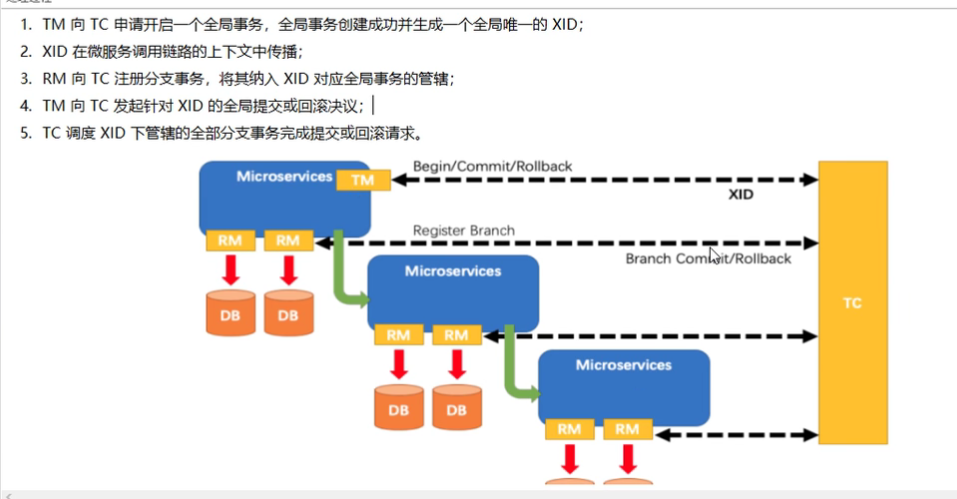 1. TM 向 TC 申请开启一个全局事务，全局事务创建成功并生成一个全局唯一的 XID；
2. XID 在微服务调用链路的上下文中传播；
3. RM 向 TC 注册分支事务，将其纳入 XID 对应全局事务的管辖；
4. TM 向 TC 发起针对 XID 的全局提交或回滚决议；
5. TC 调度 XID 下管辖的全部分支事务完成提交或回滚请求。
Microservices
TM
Begin/Commit/Rollback
XID
RM
RM
Register Branch
Branch Commit/Rollback
Microservices
TC
DB
DB
RM
RM
Microservices
DB
DB
RM
RM